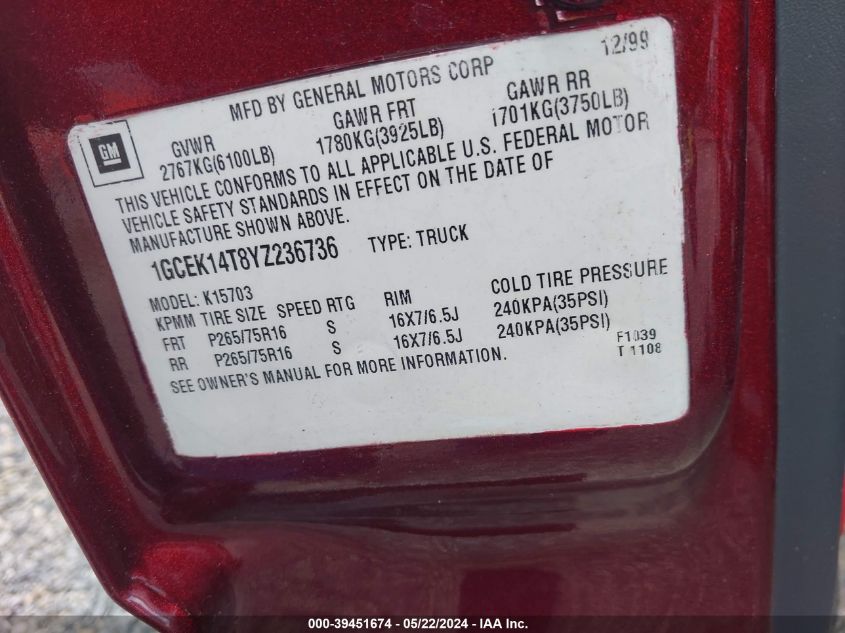 12/99
MFD BY GENERAL MOTORS CORP
GM
GVWR GAWR FRT GAWR RR
2767KG(6100LB) 1780KG(3925LB) 1701KG(3750LB)
THIS VEHICLE CONFORMS TO ALL APPLICABLE U.S. FEDERAL MOTOR
VEHICLE SAFETY STANDARDS IN EFFECT ON THE DATE OF
MANUFACTURE SHOWN ABOVE.
1GCEK14T8YZ236736 TYPE: TRUCK
MODEL: K15703
KPMM TIRE SIZE SPEED RTG RIM COLD TIRE PRESSURE
FRT P265/75R16 S 16X7/6.5J 240KPA(35PSI)
RR P265/75R16 S 16X7/6.5J 240KPA(35PSI)
SEE OWNER'S MANUAL FOR MORE INFORMATION.
F1039
T 1108
000-39451674 - 05/22/2024 - IAA Inc.